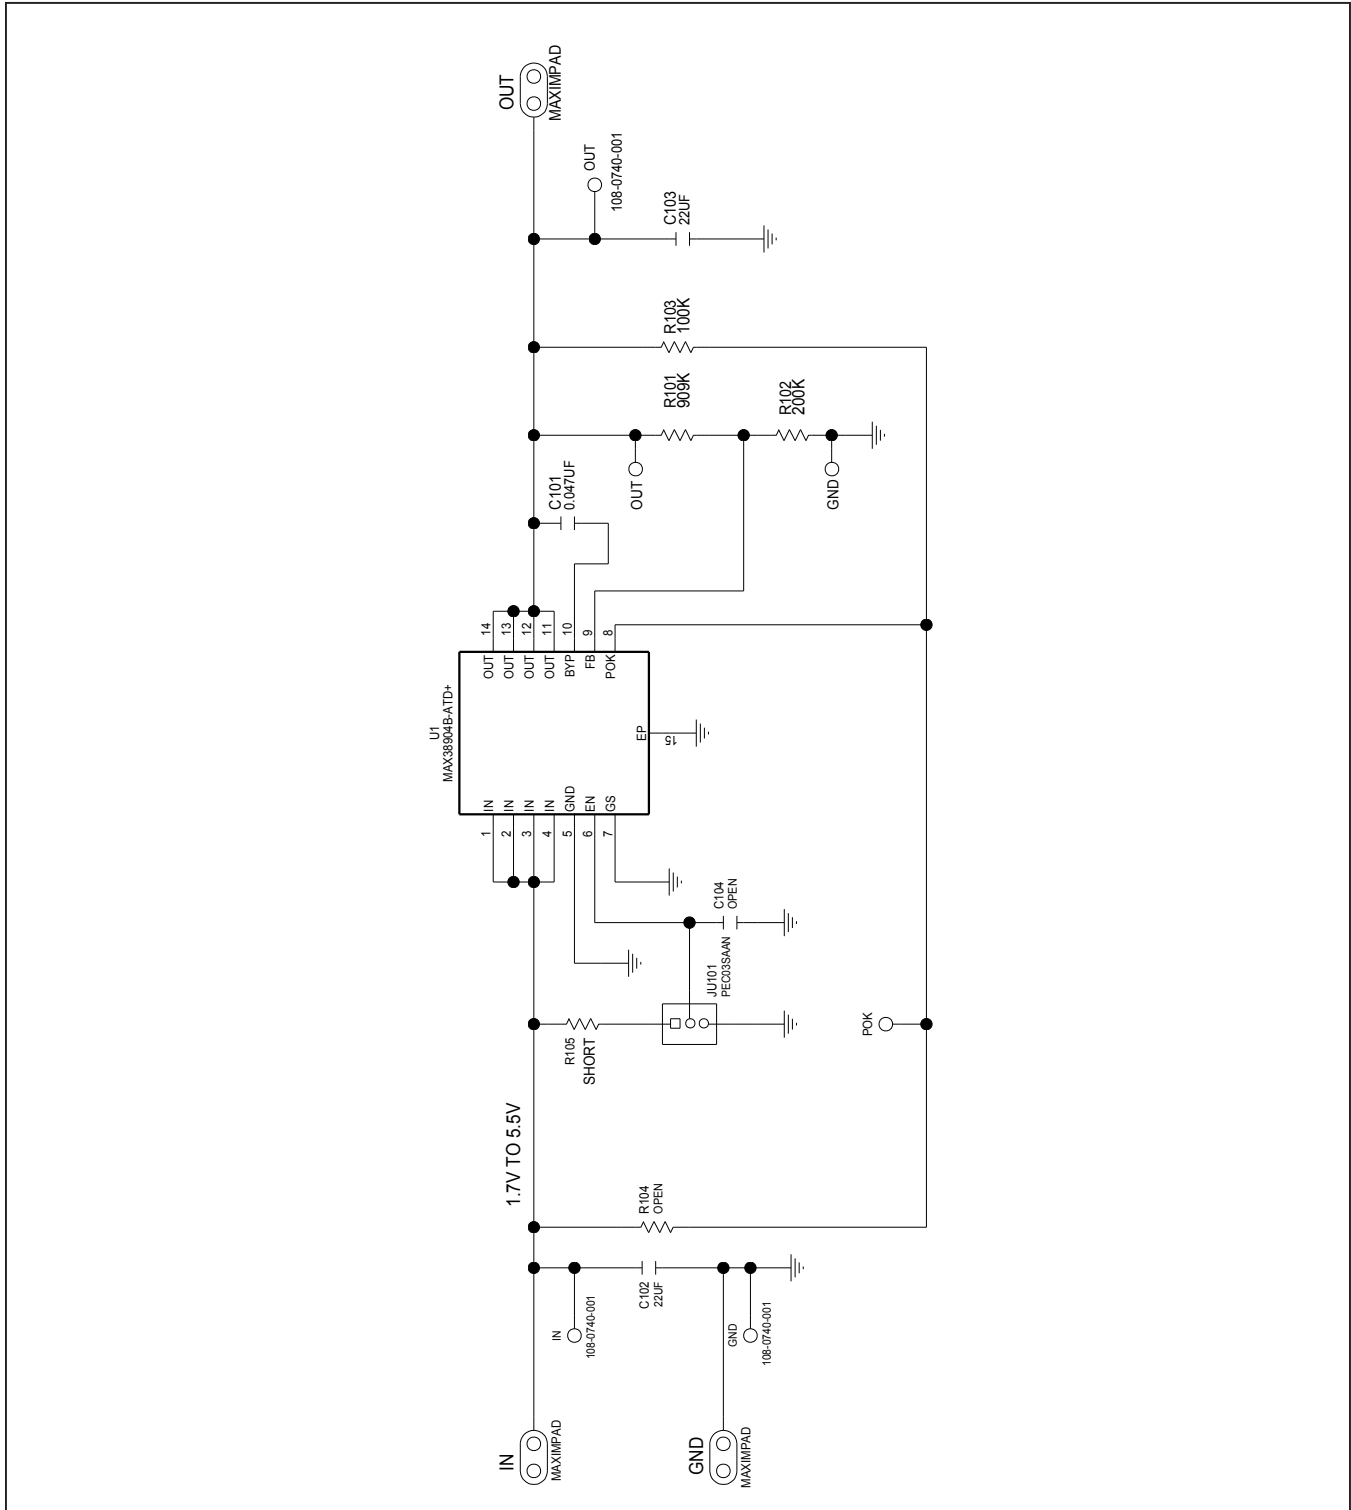 OUT
MAXIMPAD
OUT
108-0740-001
C103
22UF
R103
100K
R101
909K
R102
200K
OUT
GND
C101
0.047UF
U1
MAX38904B-ATD+
14
13
12
11
10
9
8
OUT
OUT
OUT
OUT
BYP
FB
POK
EP
15
IN
IN
IN
IN
GND
EN
GS
1
2
3
4
5
6
7
C104
OPEN
JU101
PEC03SAAN
R105
SHORT
POK
1.7V TO 5.5V
R104
OPEN
C102
22UF
IN
108-0740-001
GND
108-0740-001
IN
MAXIMPAD
GND
MAXIMPAD